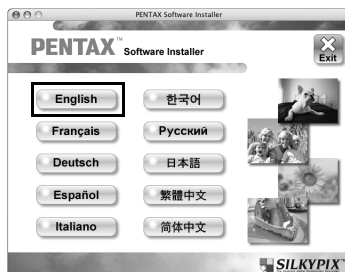 PENTAX Software Installer
PENTAX™ Software Installer
Exit
English
한국어
Français
Русский
Deutsch
日本語
Español
繁體中文
Italiano
简体中文
SILKYPIX